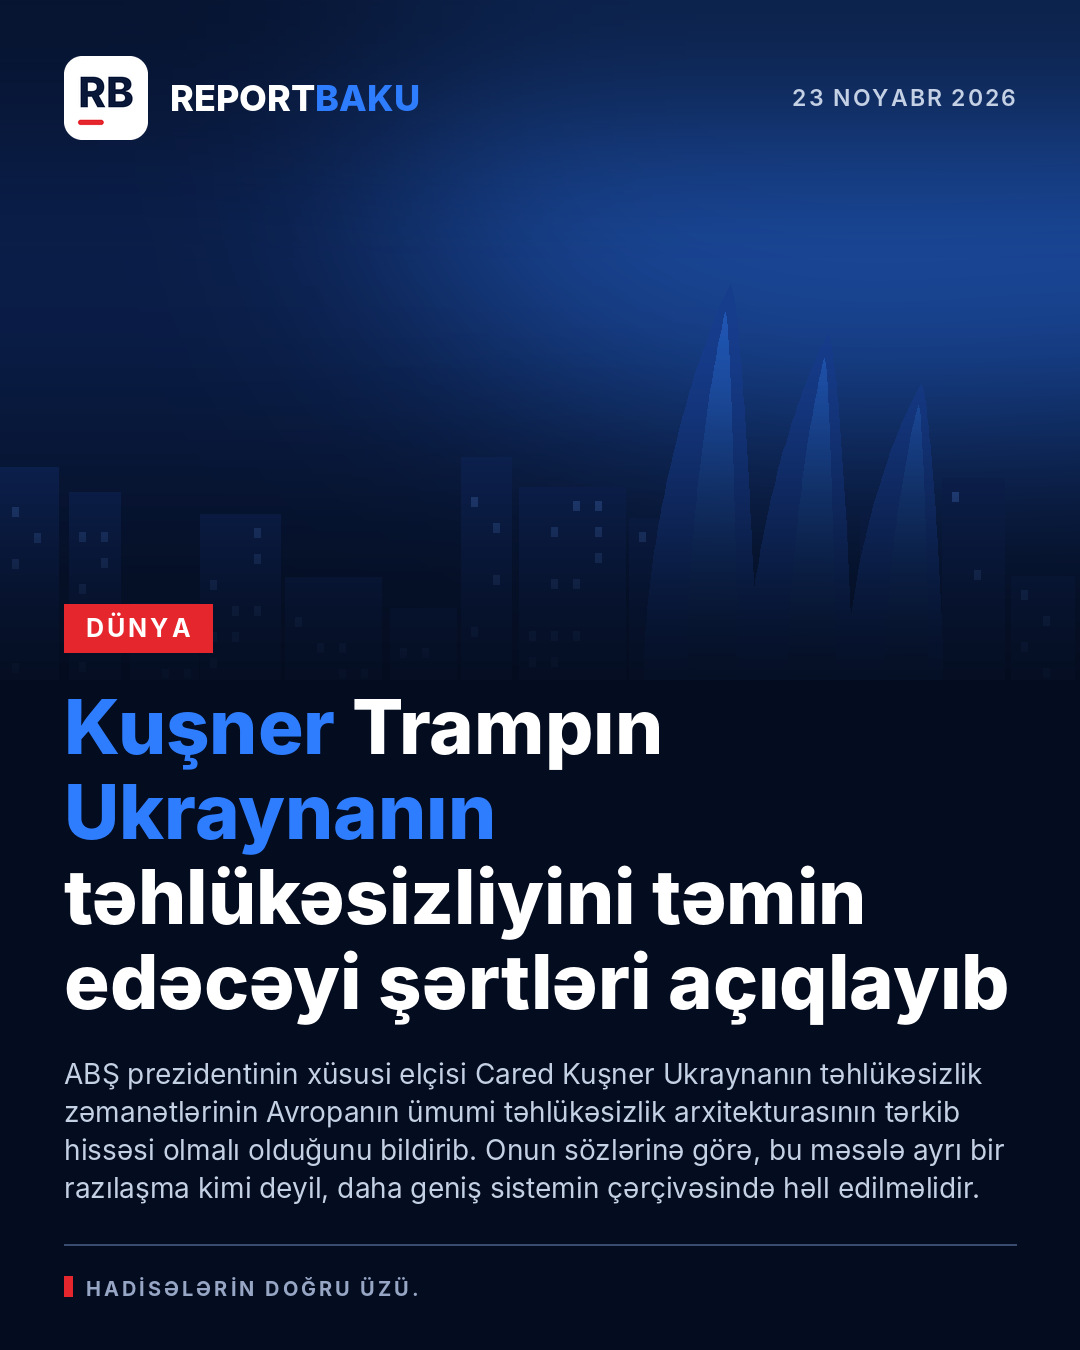 RB
REPORTBAKU
23 NOYABR 2026
DÜNYA
Kuşner Trampın
Ukraynanın
təhlükəsizliyini təmin
edəcəyi şərtləri açıqlayıb
ABŞ prezidentinin xüsusi elçisi Cared Kuşner Ukraynanın təhlükəsizlik
zəmanətlərinin Avropanın ümumi təhlükəsizlik arxitekturasının tərkib
hissəsi olmalı olduğunu bildirib. Onun sözlərinə görə, bu məsələ ayrı bir
razılaşma kimi deyil, daha geniş sistemin çərçivəsində həll edilməlidir.
HADİSƏLƏRİN DOĞRU ÜZÜ.